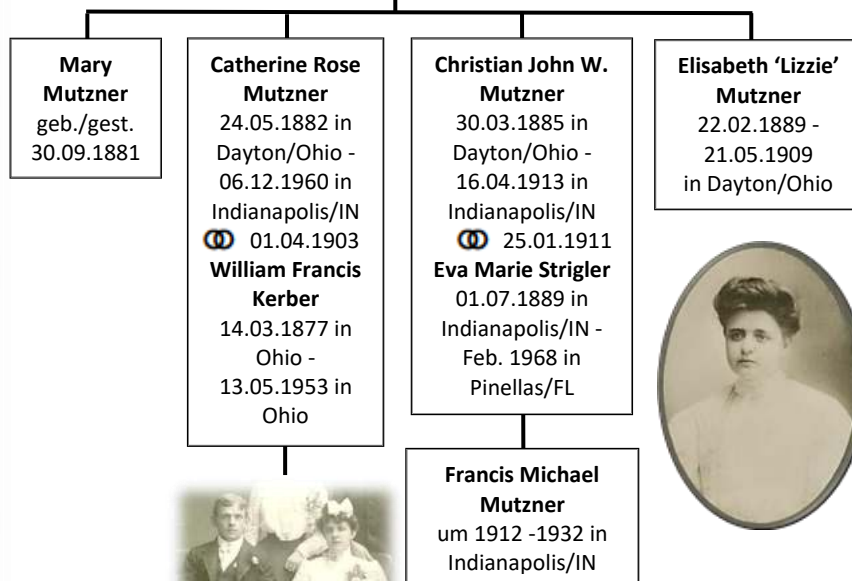 Mary
Mutzner
geb./gest.
30.09.1881
Catherine Rose
Mutzner
24.05.1882 in
Dayton/Ohio -
06.12.1960 in
Indianapolis/IN
01.04.1903
William Francis
Kerber
14.03.1877 in
Ohio -
13.05.1953 in
Ohio
Christian John W.
Mutzner
30.03.1885 in
Dayton/Ohio -
16.04.1913 in
Indianapolis/IN
25.01.1911
Eva Marie Strigler
01.07.1889 in
Indianapolis/IN -
Feb. 1968 in
Pinellas/FL
Francis Michael
Mutzner
um 1912 -1932 in
Indianapolis/IN
Elisabeth ‘Lizzie’
Mutzner
22.02.1889 -
21.05.1909
in Dayton/Ohio